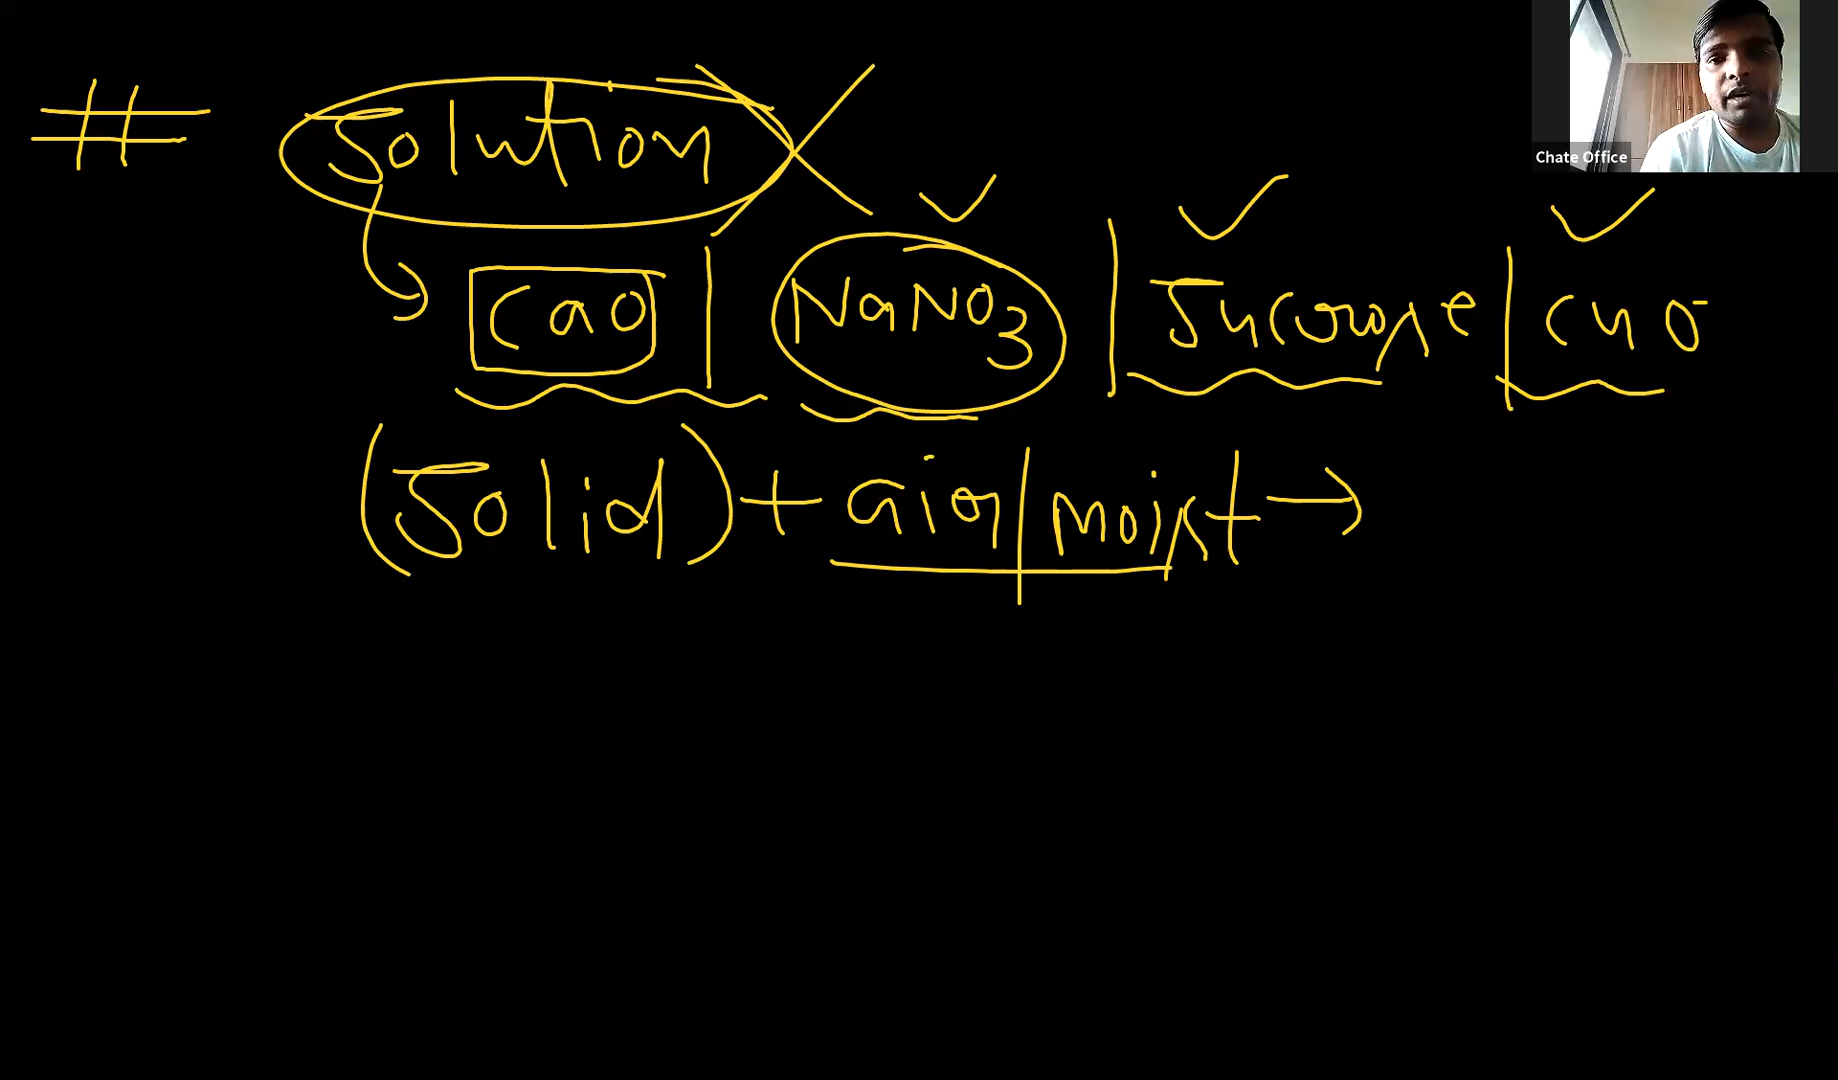 # Solution
Chate Office
CaO | NaNO3 | Sucrose | CuO
(Solid) + air | moist →